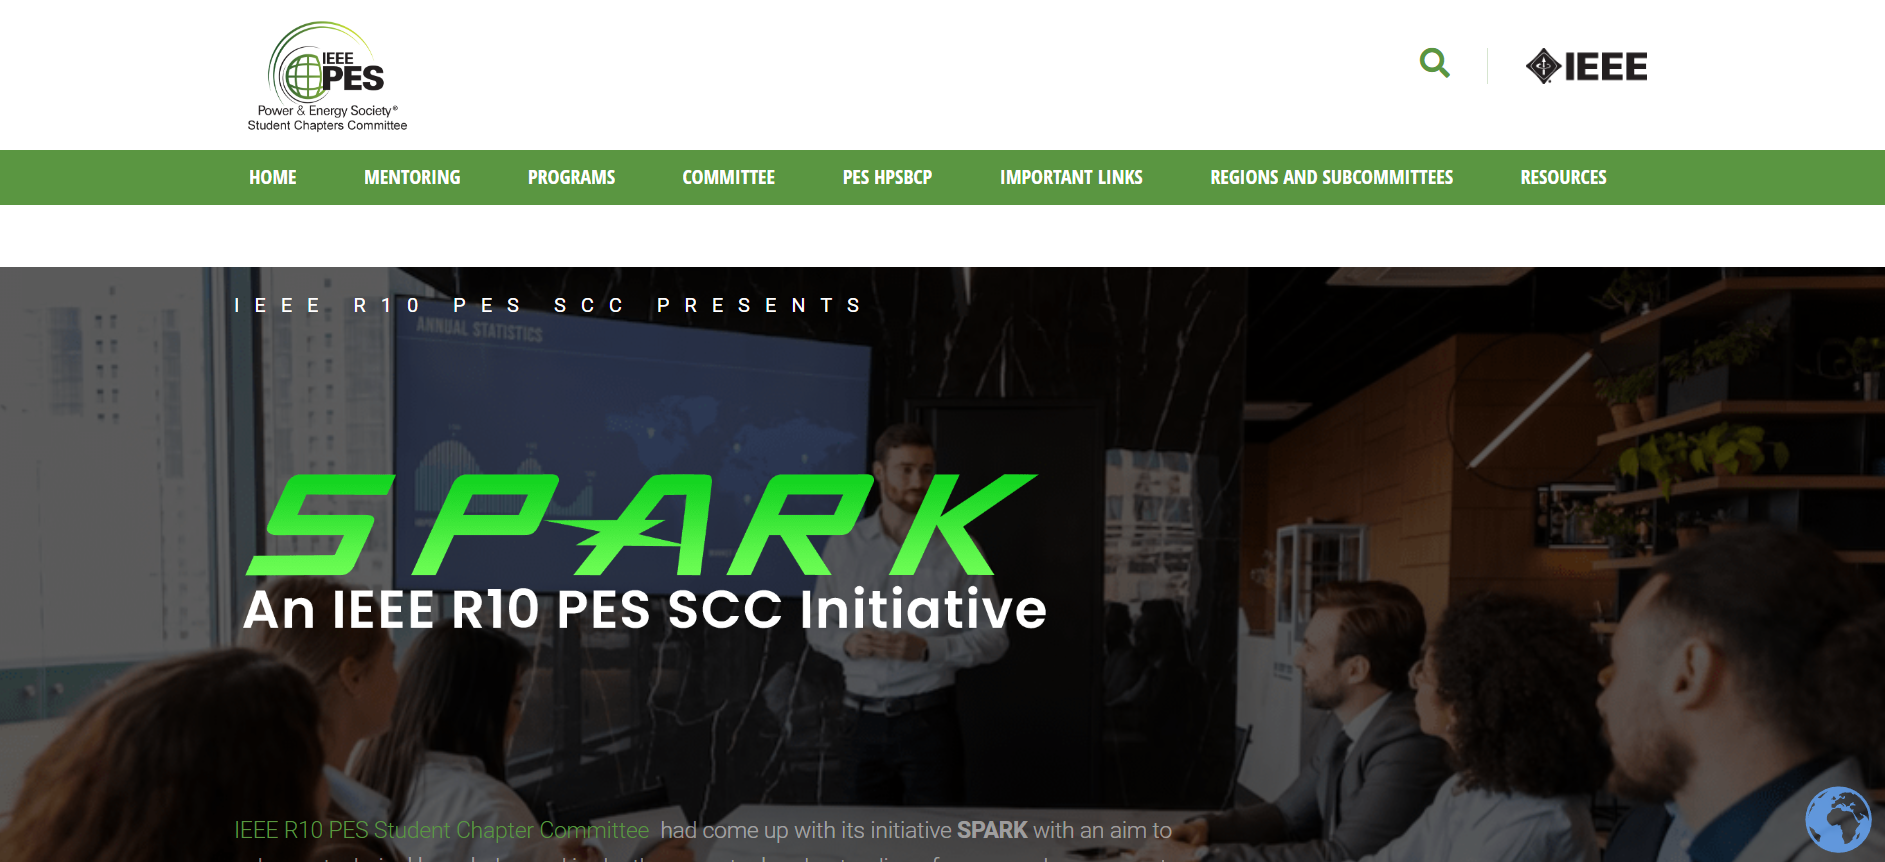 IEEE
PES
Power & Energy Society®
Student Chapters Committee
IEEE
HOME MENTORING PROGRAMS COMMITTEE PES HPSBCP IMPORTANT LINKS REGIONS AND SUBCOMMITTEES RESOURCES
IEEE R10 PES SCC PRESENTS
ANNUAL STATISTICS
SPARK
An IEEE R10 PES SCC Initiative
IEEE R10 PES Student Chapter Committee had come up with its initiative SPARK with an aim to